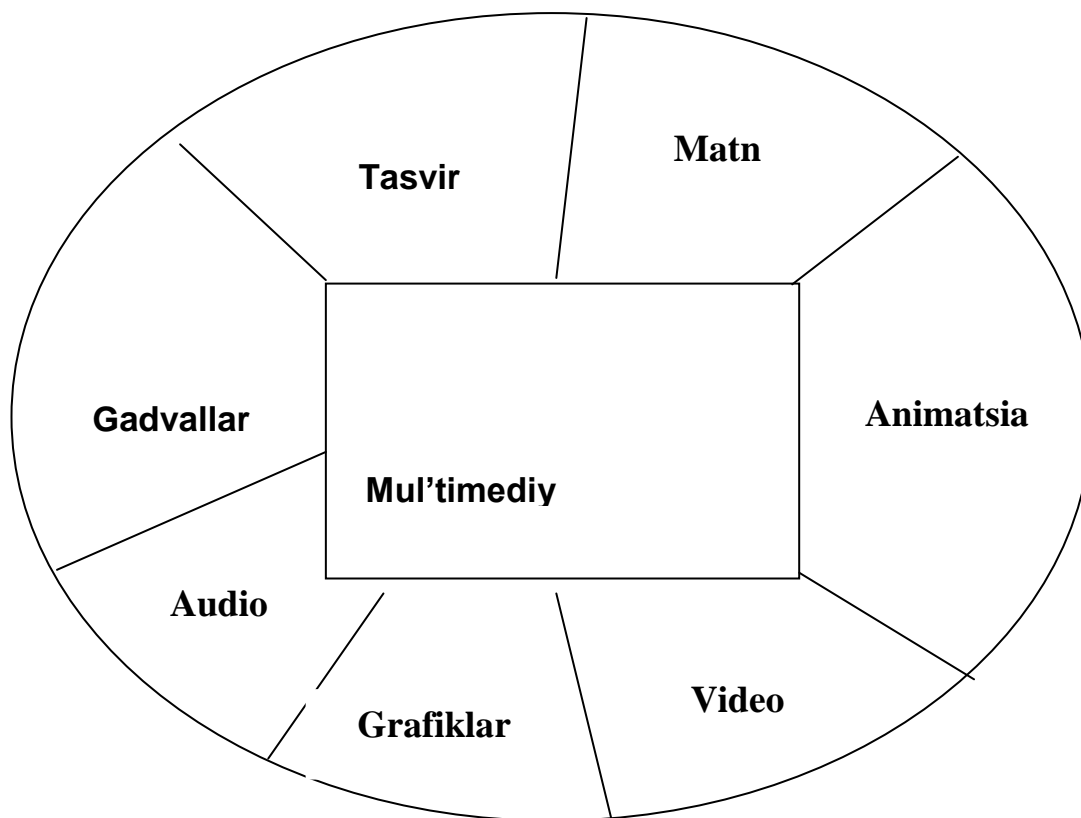 Matn
Tasvir
Animatsia
Gadvallar
Mul’timediy
Audio
Video
Grafiklar